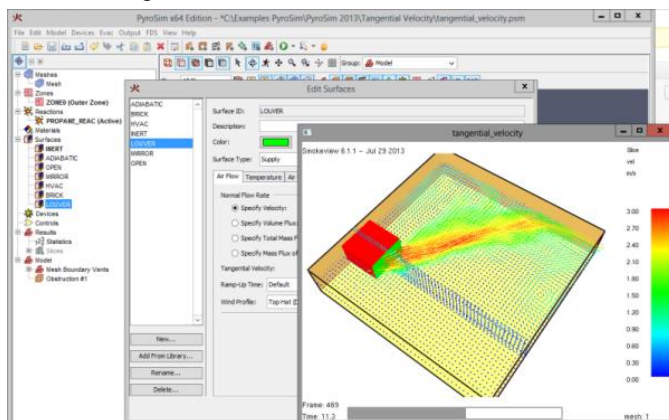 PyroSim x64 Edition - *C:\Examples PyroSim\PyroSim 2013\Tangential Velocity\tangential_velocity.psm
File Edit Model Devices Evac Output FDS View Help
Group: Model
Meshes
Mesh
Zones
ZONE0 (Outer Zone)
Reactions
PROPANE_REAC (Active)
Materials
Surfaces
INERT
ADIABATIC
OPEN
MIRROR
HVAC
BRICK
LOUVER
Devices
Controls
Results
Statistics
Slices
Model
Mesh Boundary Vents
Obstruction #1
Edit Surfaces
ADIABATIC
BRICK
HVAC
INERT
LOUVER
MIRROR
OPEN
New...
Add From Library...
Rename...
Delete...
Surface ID: LOUVER
Description:
Color:
Surface Type: Supply
Air Flow Temperature Air
Normal Flow Rate
Specify Velocity:
Specify Volume Flux:
Specify Total Mass F
Specify Mass Flux of
Tangential Velocity:
Ramp-Up Time: Default
Wind Profile: Top Hat (D
tangential_velocity
Smokeview 6.1.1 - Jul 29 2013
Slice
vel
m/s
3.00
2.70
2.40
2.10
1.80
1.50
1.20
0.90
0.60
0.30
0.00
Frame: 469
Time: 11.3
mesh: 1